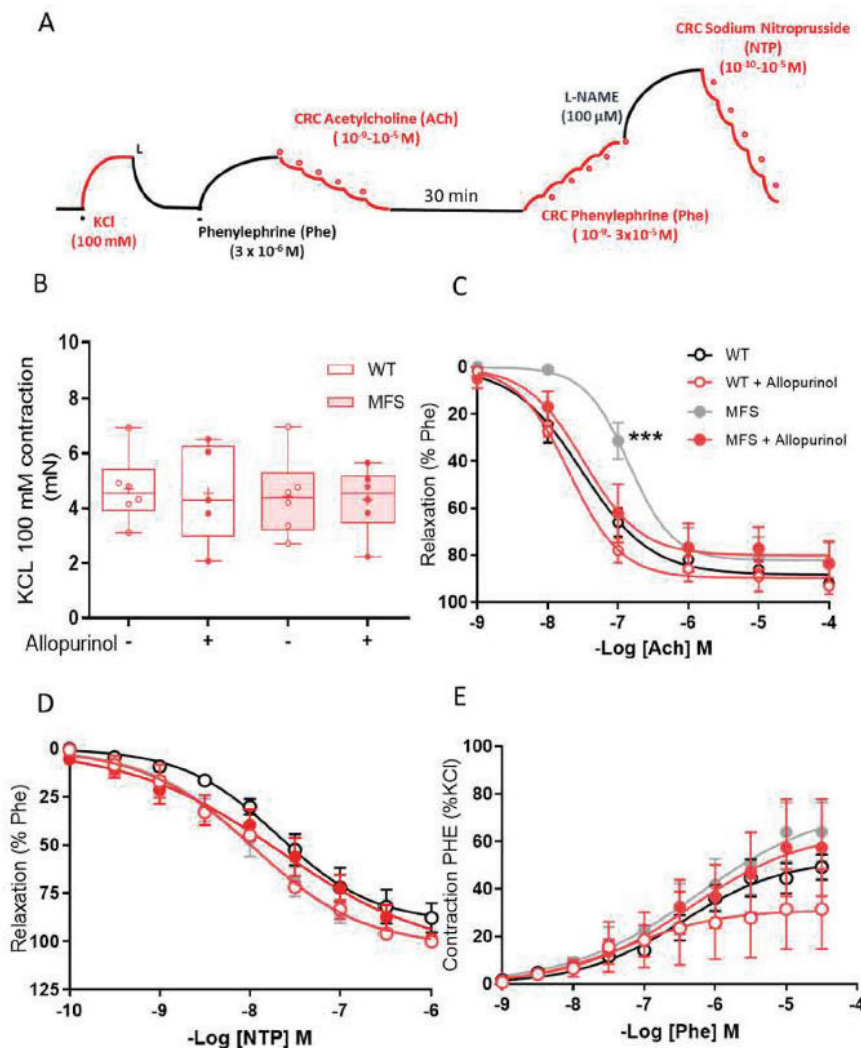 A
CRC Sodium Nitroprusside
(NTP)
(10⁻¹⁰-10⁻⁵M)
L-NAME
(100 µM)
CRC Acetylcholine (ACh)
( 10⁻⁹-10⁻⁵ M)
L
30 min
KCl
(100 mM)
Phenylephrine (Phe)
(3 x 10⁻⁶ M)
CRC Phenylephrine (Phe)
( 10⁻⁹- 3x10⁻⁵ M)
B
KCL 100 mM contraction
(mN)
10
8
6
4
2
0
WT
MFS
Allopurinol - + - +
C
Relaxation (% Phe)
0
20
40
60
80
100
***
WT
WT + Allopurinol
MFS
MFS + Allopurinol
-9 -8 -7 -6 -5 -4
-Log [Ach] M
D
Relaxation (% Phe)
0
25
50
75
100
125
-10 -9 -8 -7 -6
-Log [NTP] M
E
Contraction PHE (%KCl)
100
80
60
40
20
0
-9 -8 -7 -6 -5 -4
-Log [Phe] M